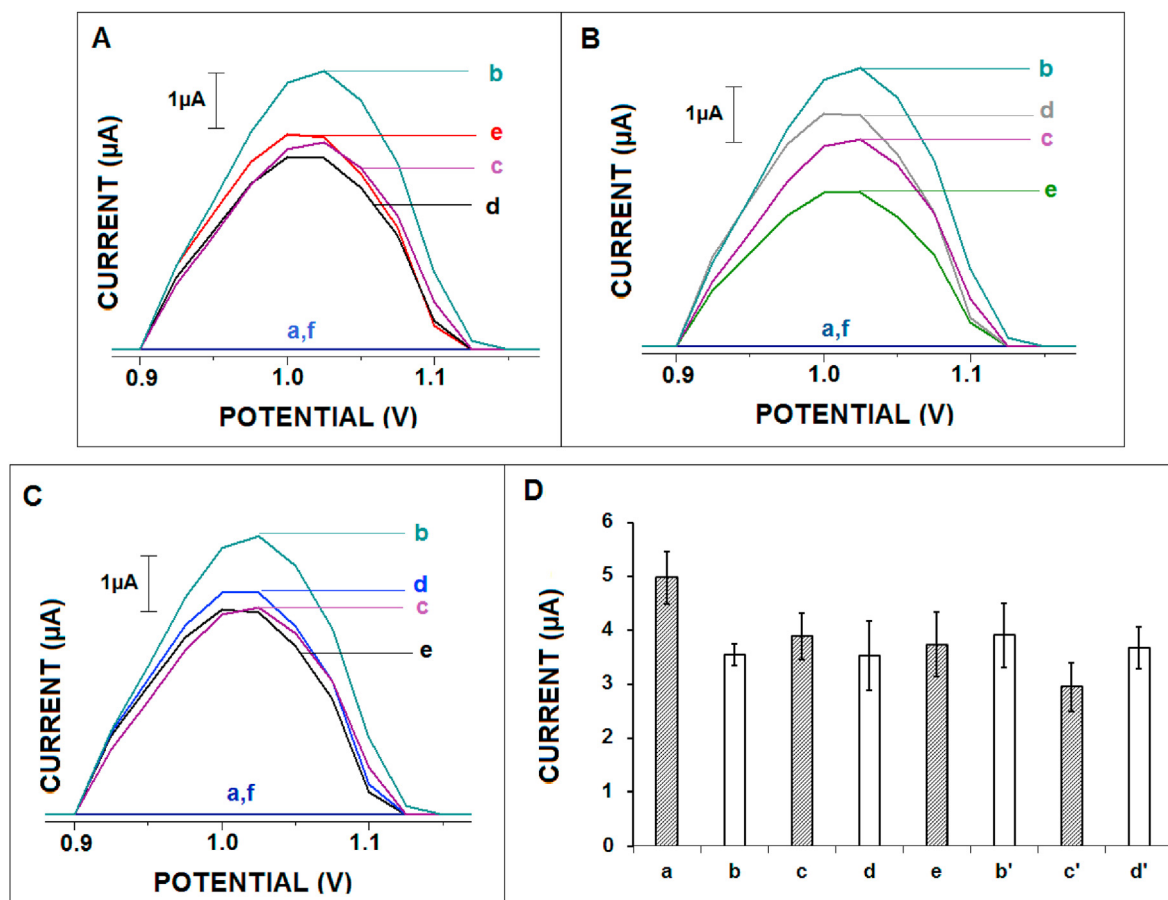 A
1µA
b
e
c
d
a,f
CURRENT (µA)
0.9 1.0 1.1
POTENTIAL (V)
B
1µA
b
d
c
e
a,f
CURRENT (µA)
0.9 1.0 1.1
POTENTIAL (V)
C
1µA
b
d
c
e
a,f
CURRENT (µA)
0.9 1.0 1.1
POTENTIAL (V)
D
6
5
4
3
2
1
0
CURRENT (µA)
a b c d e b' c' d'